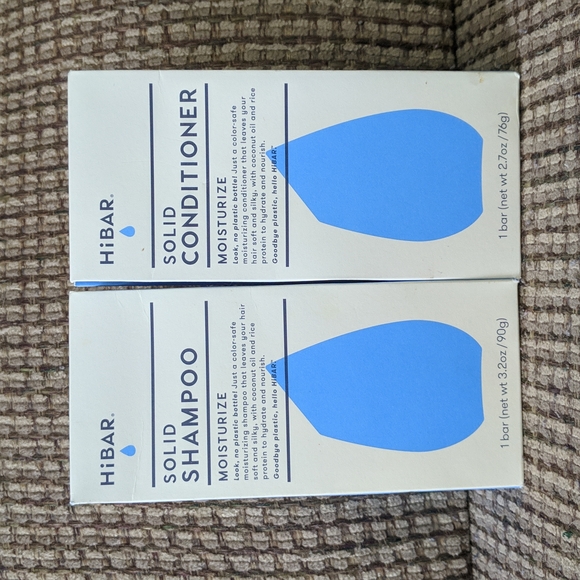 HiBAR®
SOLID
CONDITIONER
MOISTURIZE
Look, no plastic bottle! Just a color-safe
moisturizing conditioner that leaves your
hair soft and silky, with coconut oil and rice
protein to hydrate and nourish.
Goodbye plastic, hello HiBAR™
1 bar (net wt 2.7oz/76g)
HiBAR®
SOLID
SHAMPOO
MOISTURIZE
Look, no plastic bottle! Just a color-safe
moisturizing shampoo that leaves your hair
soft and silky, with coconut oil and rice
protein to hydrate and nourish.
Goodbye plastic, hello HiBAR™
1 bar (net wt 3.2oz/90g)